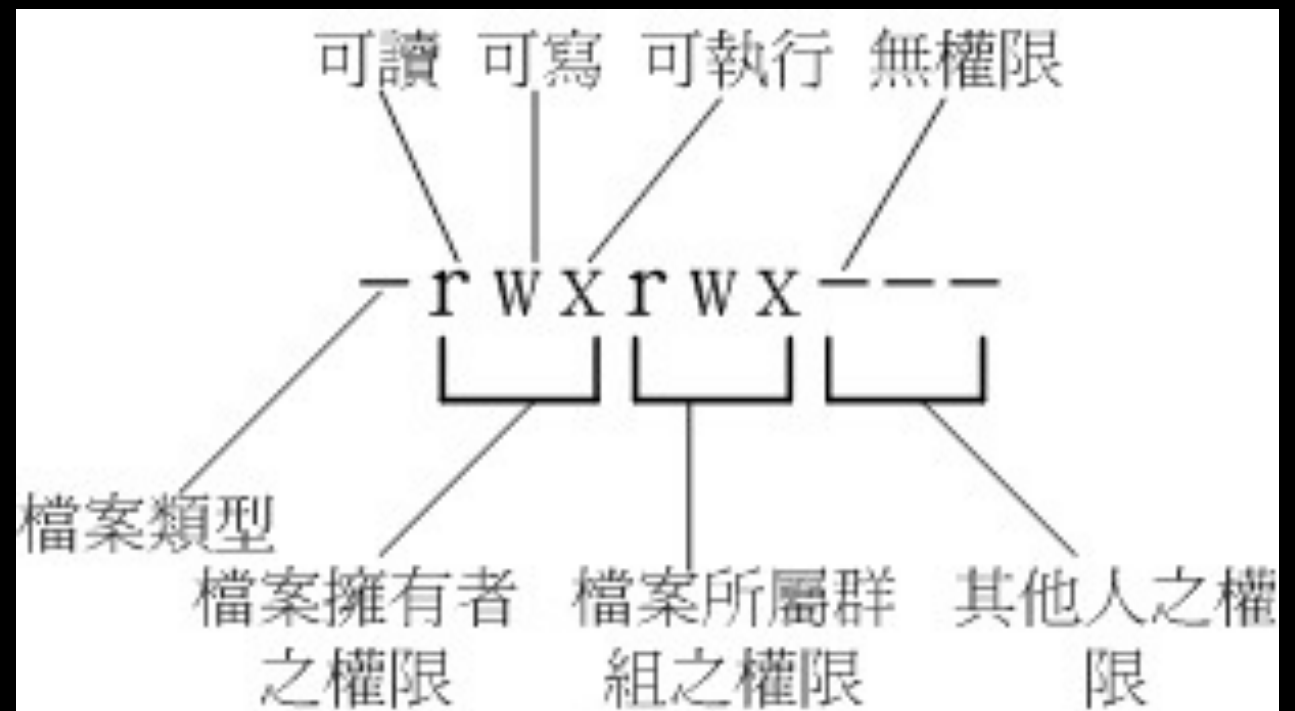 可讀 可寫 可執行 無權限
-rwxrwx---
檔案類型
檔案擁有者
之權限
檔案所屬群
組之權限
其他人之權
限